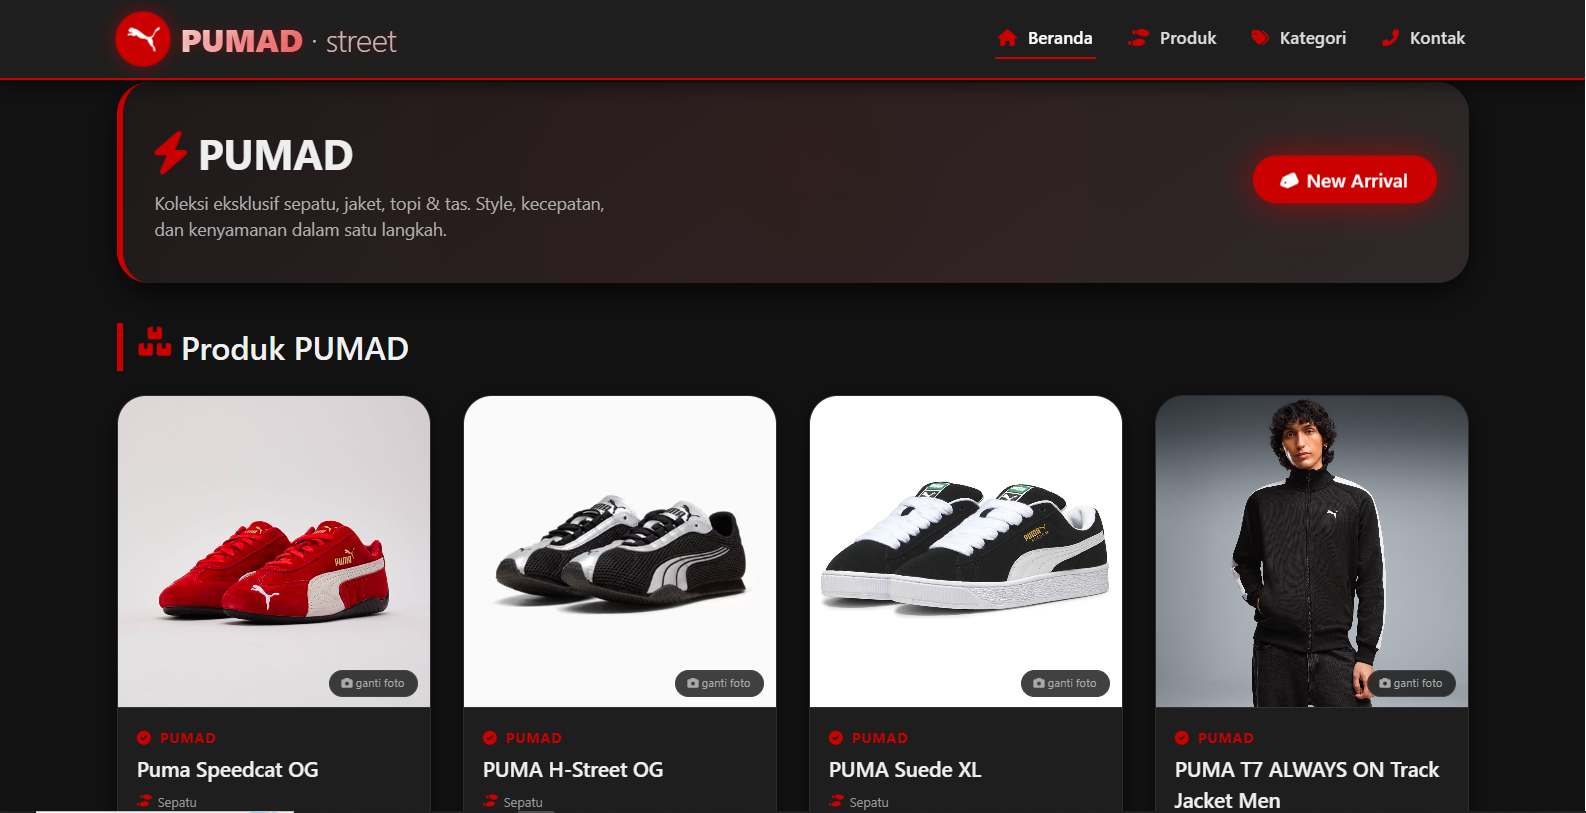 PUMAD · street
Beranda
Produk
Kategori
Kontak
PUMAD
Koleksi eksklusif sepatu, jaket, topi & tas. Style, kecepatan,
dan kenyamanan dalam satu langkah.
New Arrival
Produk PUMAD
PUMA
ganti foto
ganti foto
PUMA
ganti foto
ganti foto
PUMAD
Puma Speedcat OG
Sepatu
PUMAD
PUMA H-Street OG
Sepatu
PUMAD
PUMA Suede XL
Sepatu
PUMAD
PUMA T7 ALWAYS ON Track
Jacket Men